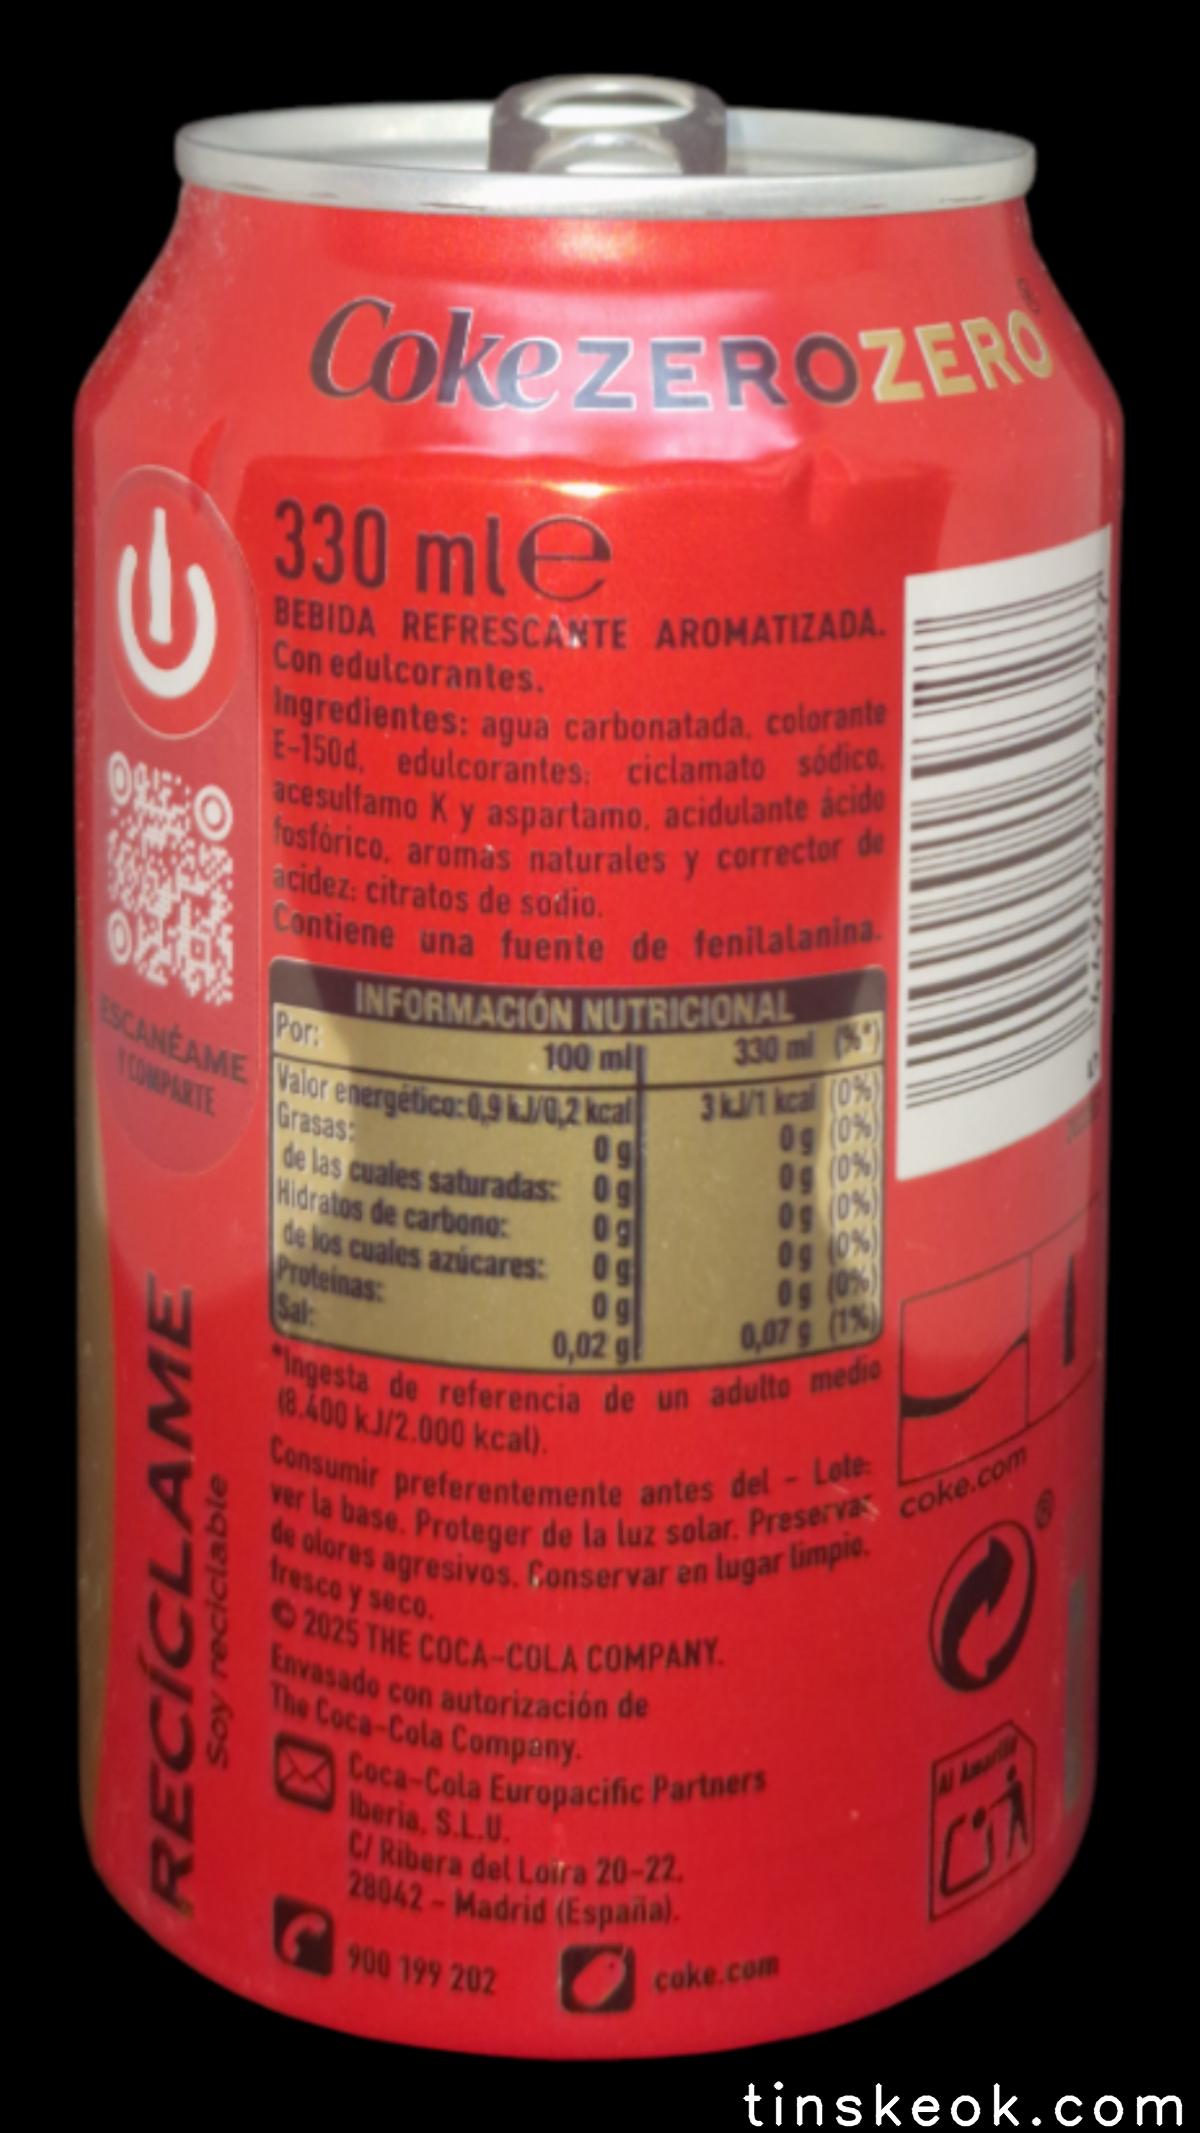 Coke ZERO ZERO
330 ml e
BEBIDA REFRESCANTE AROMATIZADA.
Con edulcorantes.
Ingredientes: agua carbonatada, colorante
E-150d, edulcorantes: ciclamato sódico,
acesulfamo K y aspartamo, acidulante ácido
fosfórico, aromas naturales y corrector de
acidez: citratos de sodio.
Contiene una fuente de fenilalanina.
ESCANÉAME
Y COMPARTE
INFORMACIÓN NUTRICIONAL
Por: 100 ml 330 ml (%*)
Valor energético: 0,9 kJ/0,2 kcal 3 kJ/1 kcal (0%)
Grasas: 0 g 0 g (0%)
de las cuales saturadas: 0 g 0 g (0%)
Hidratos de carbono: 0 g 0 g (0%)
de los cuales azúcares: 0 g 0 g (0%)
Proteínas: 0 g 0 g (0%)
Sal: 0,02 g 0,07 g (1%)
*Ingesta de referencia de un adulto medio
(8.400 kJ/2.000 kcal).
Consumir preferentemente antes del - Lote:
ver la base. Proteger de la luz solar. Preservar
de olores agresivos. Conservar en lugar limpio,
fresco y seco.
© 2025 THE COCA-COLA COMPANY.
Envasado con autorización de
The Coca-Cola Company.
Coca-Cola Europacific Partners
Iberia, S.L.U.
C/ Ribera del Loira 20-22.
28042 - Madrid (España).
900 199 202 coke.com
RECÍCLAME
Soy reciclable
coke.com
®
Al Amarillo
tinskeok.com